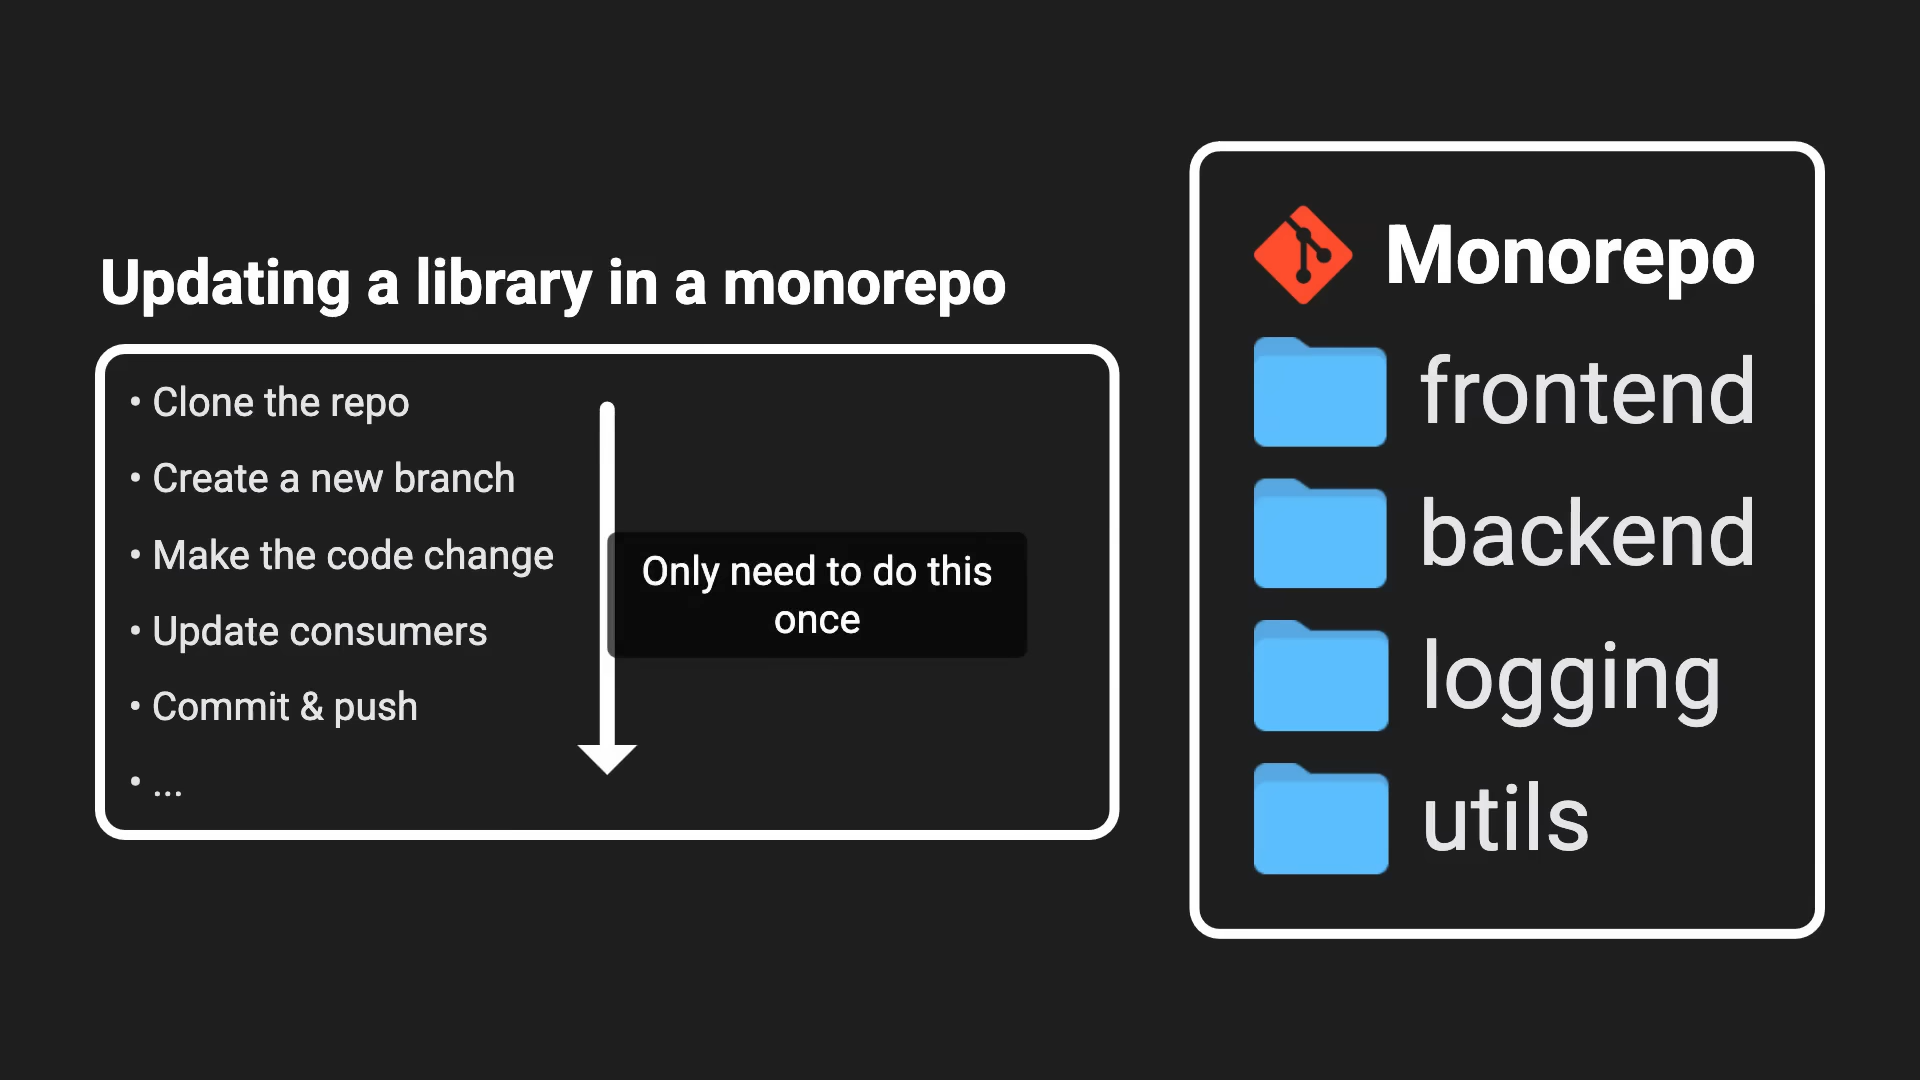 Updating a library in a monorepo
• Clone the repo
• Create a new branch
• Make the code change
• Update consumers
• Commit & push
• ...
Only need to do this
once
Monorepo
frontend
backend
logging
utils